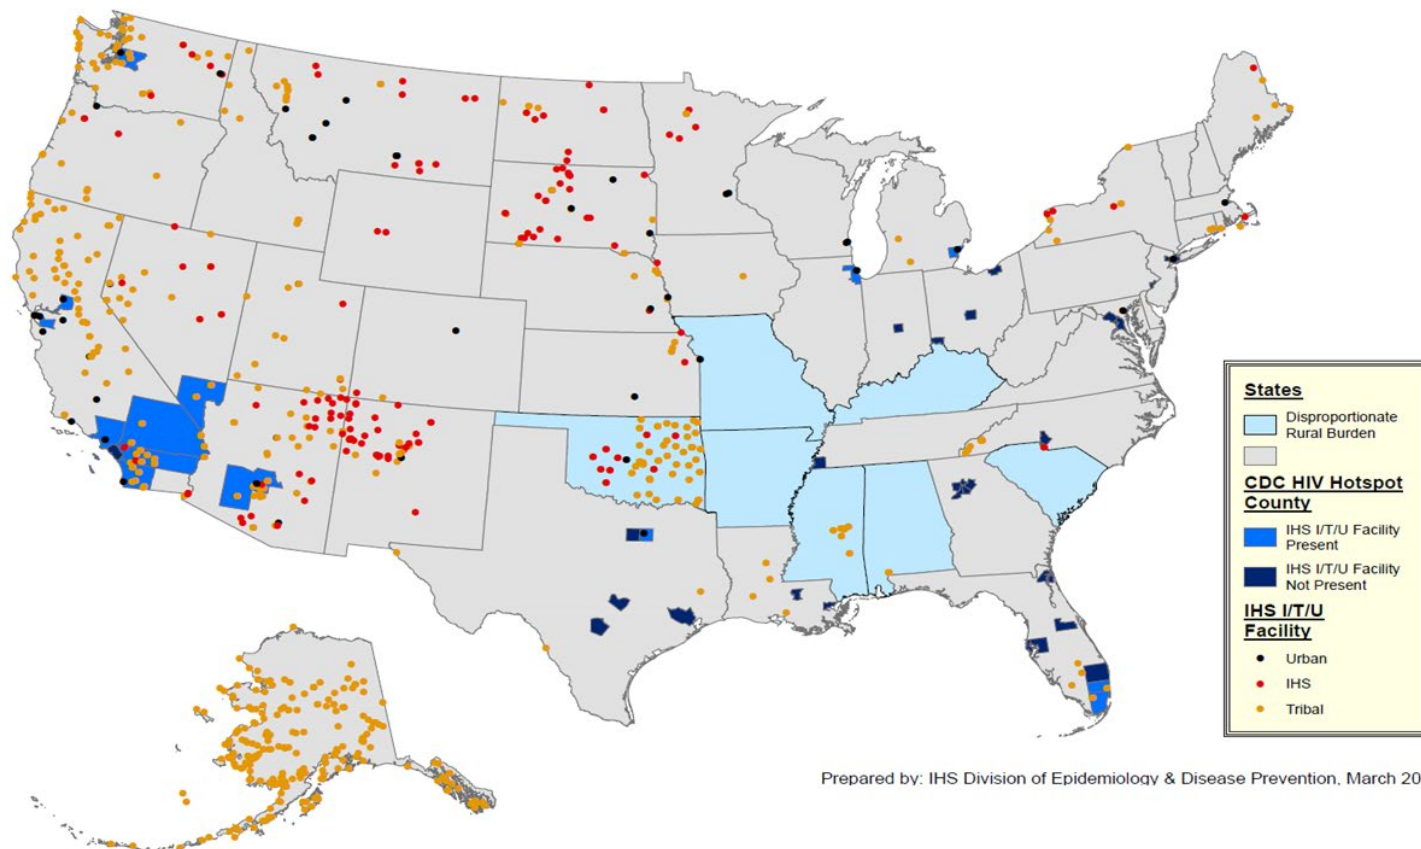 States
Disproportionate
Rural Burden
CDC HIV Hotspot
County
IHS I/T/U Facility
Present
IHS I/T/U Facility
Not Present
IHS I/T/U
Facility
Urban
IHS
Tribal
Prepared by: IHS Division of Epidemiology & Disease Prevention, March 20